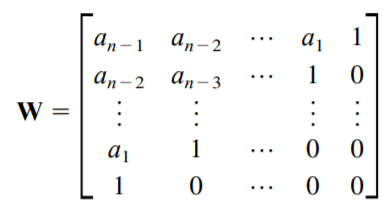 a_{n-1} a_{n-2} ⋯ a_1 1
a_{n-2} a_{n-3} ⋯ 1 0
W = ⋮ ⋮ ⋮ ⋮
a_1 1 ⋯ 0 0
1 0 ⋯ 0 0